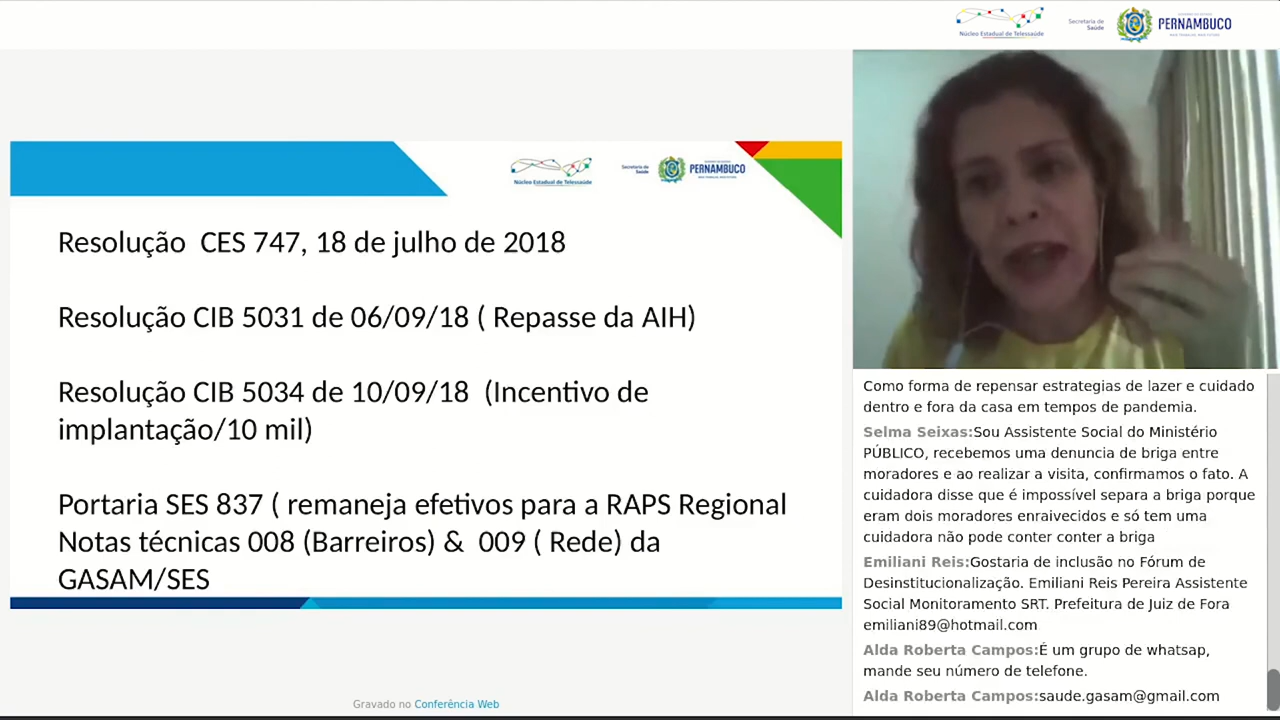 Núcleo Estadual de Telessaúde
Secretaria de
Saúde
PERNAMBUCO
Núcleo Estadual de Telessaúde
Secretaria de
Saúde
PERNAMBUCO
Resolução  CES 747, 18 de julho de 2018
Resolução CIB 5031 de 06/09/18 ( Repasse da AIH)
Resolução CIB 5034 de 10/09/18  (Incentivo de
implantação/10 mil)
Portaria SES 837 ( remaneja efetivos para a RAPS Regional
Notas técnicas 008 (Barreiros) &  009 ( Rede) da
GASAM/SES
Gravado no Conferência Web
Como forma de repensar estrategias de lazer e cuidado
dentro e fora da casa em tempos de pandemia.
Selma Seixas:Sou Assistente Social do Ministério
PÚBLICO, recebemos uma denuncia de briga entre
moradores e ao realizar a visita, confirmamos o fato. A
cuidadora disse que é impossível separa a briga porque
eram dois moradores enraivecidos e só tem uma
cuidadora não pode conter conter a briga
Emiliani Reis:Gostaria de inclusão no Fórum de
Desinstitucionalização. Emiliani Reis Pereira Assistente
Social Monitoramento SRT. Prefeitura de Juiz de Fora
emiliani89@hotmail.com
Alda Roberta Campos:É um grupo de whatsap,
mande seu número de telefone.
Alda Roberta Campos:saude.gasam@gmail.com